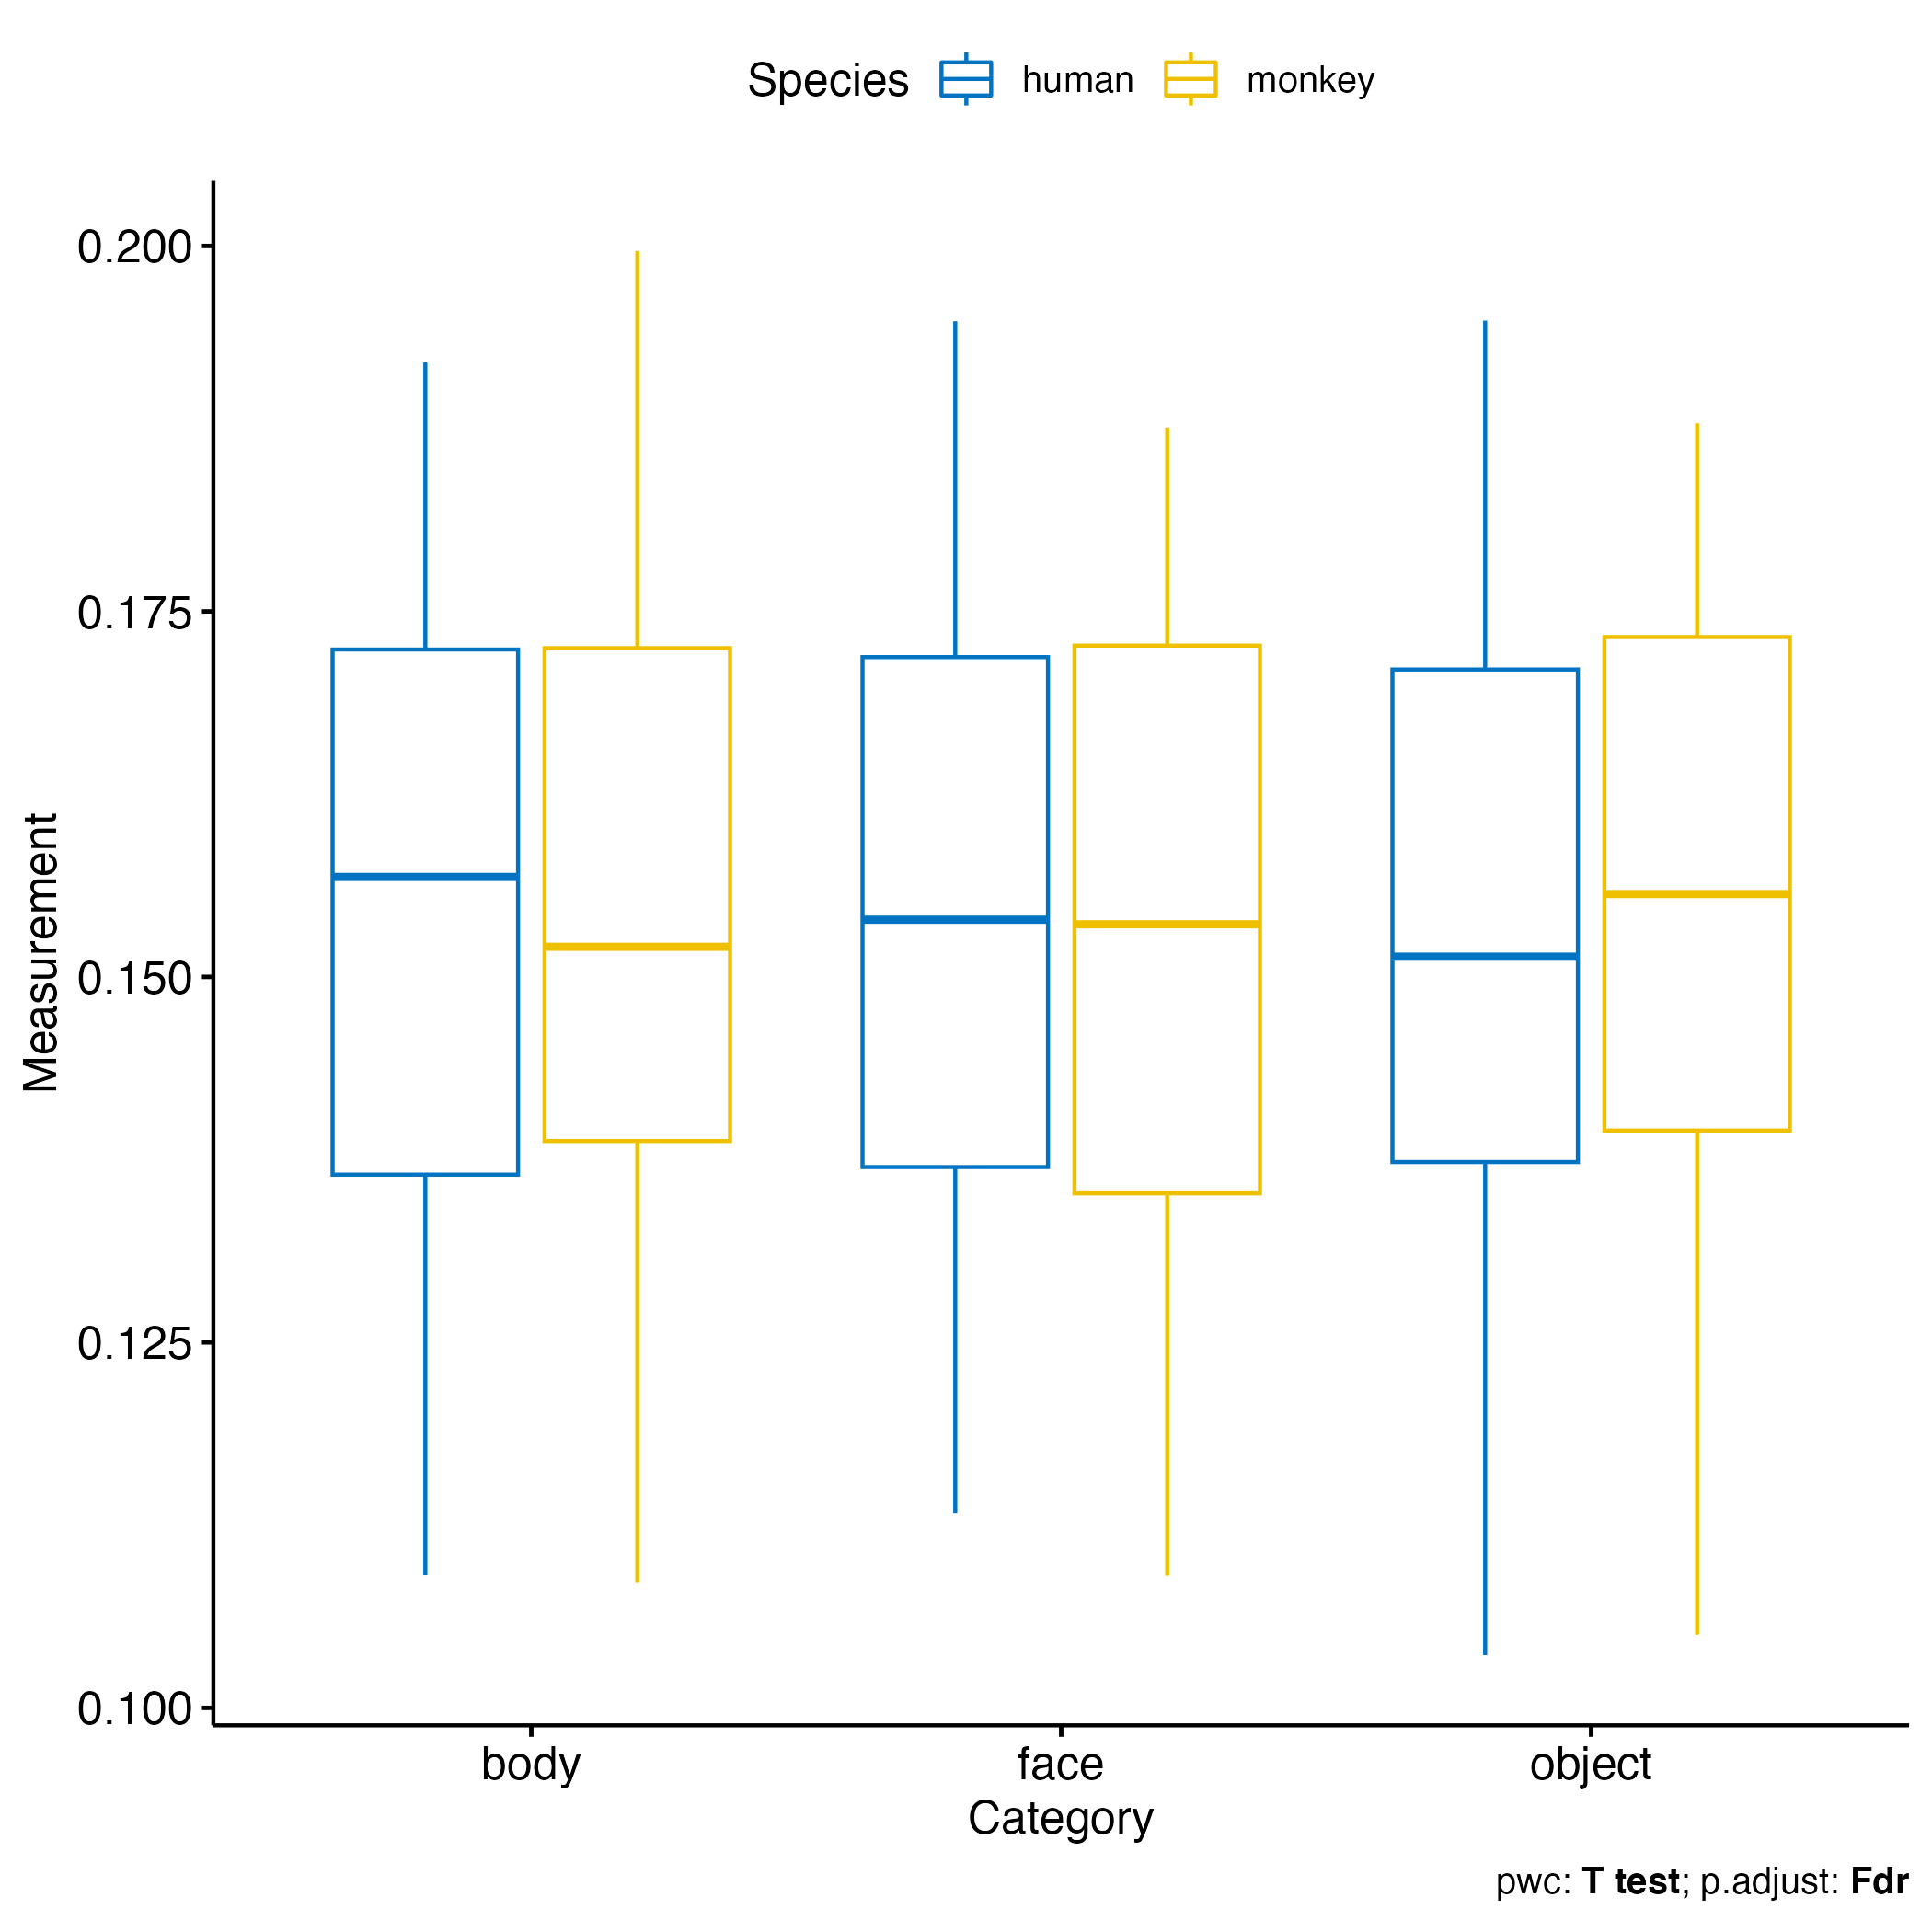 Species human monkey
0.200
0.175
0.150
0.125
0.100
Measurement
body face object
Category
pwc: T test; p.adjust: Fdr